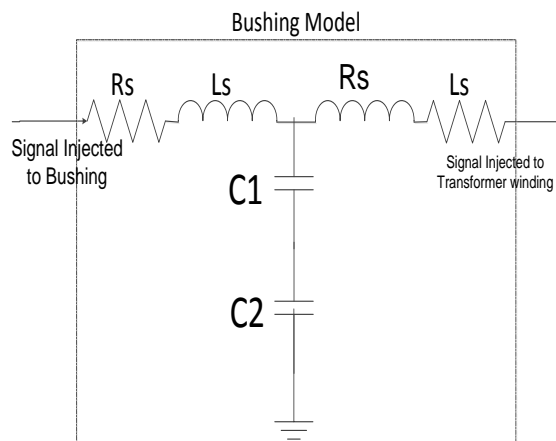 Bushing Model
Rs
Ls
Rs
Ls
Signal Injected
to Bushing
Signal Injected to
Transformer winding
C1
C2